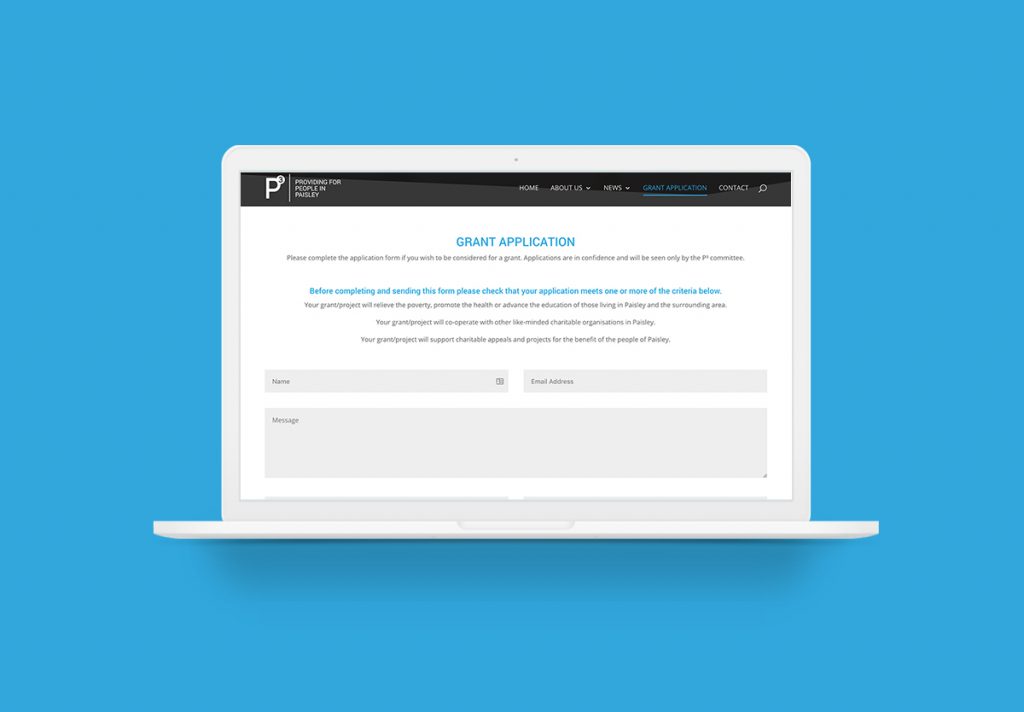 P3
PROVIDING FOR
PEOPLE IN
PAISLEY
HOME ABOUT US NEWS GRANT APPLICATION CONTACT
GRANT APPLICATION
Please complete the application form if you wish to be considered for a grant. Applications are in confidence and will be seen only by the P³ committee.
Before completing and sending this form please check that your application meets one or more of the criteria below.
Your grant/project will relieve the poverty, promote the health or advance the education of those living in Paisley and the surrounding area.
Your grant/project will co-operate with other like-minded charitable organisations in Paisley.
Your grant/project will support charitable appeals and projects for the benefit of the people of Paisley.
Name Email Address
Message